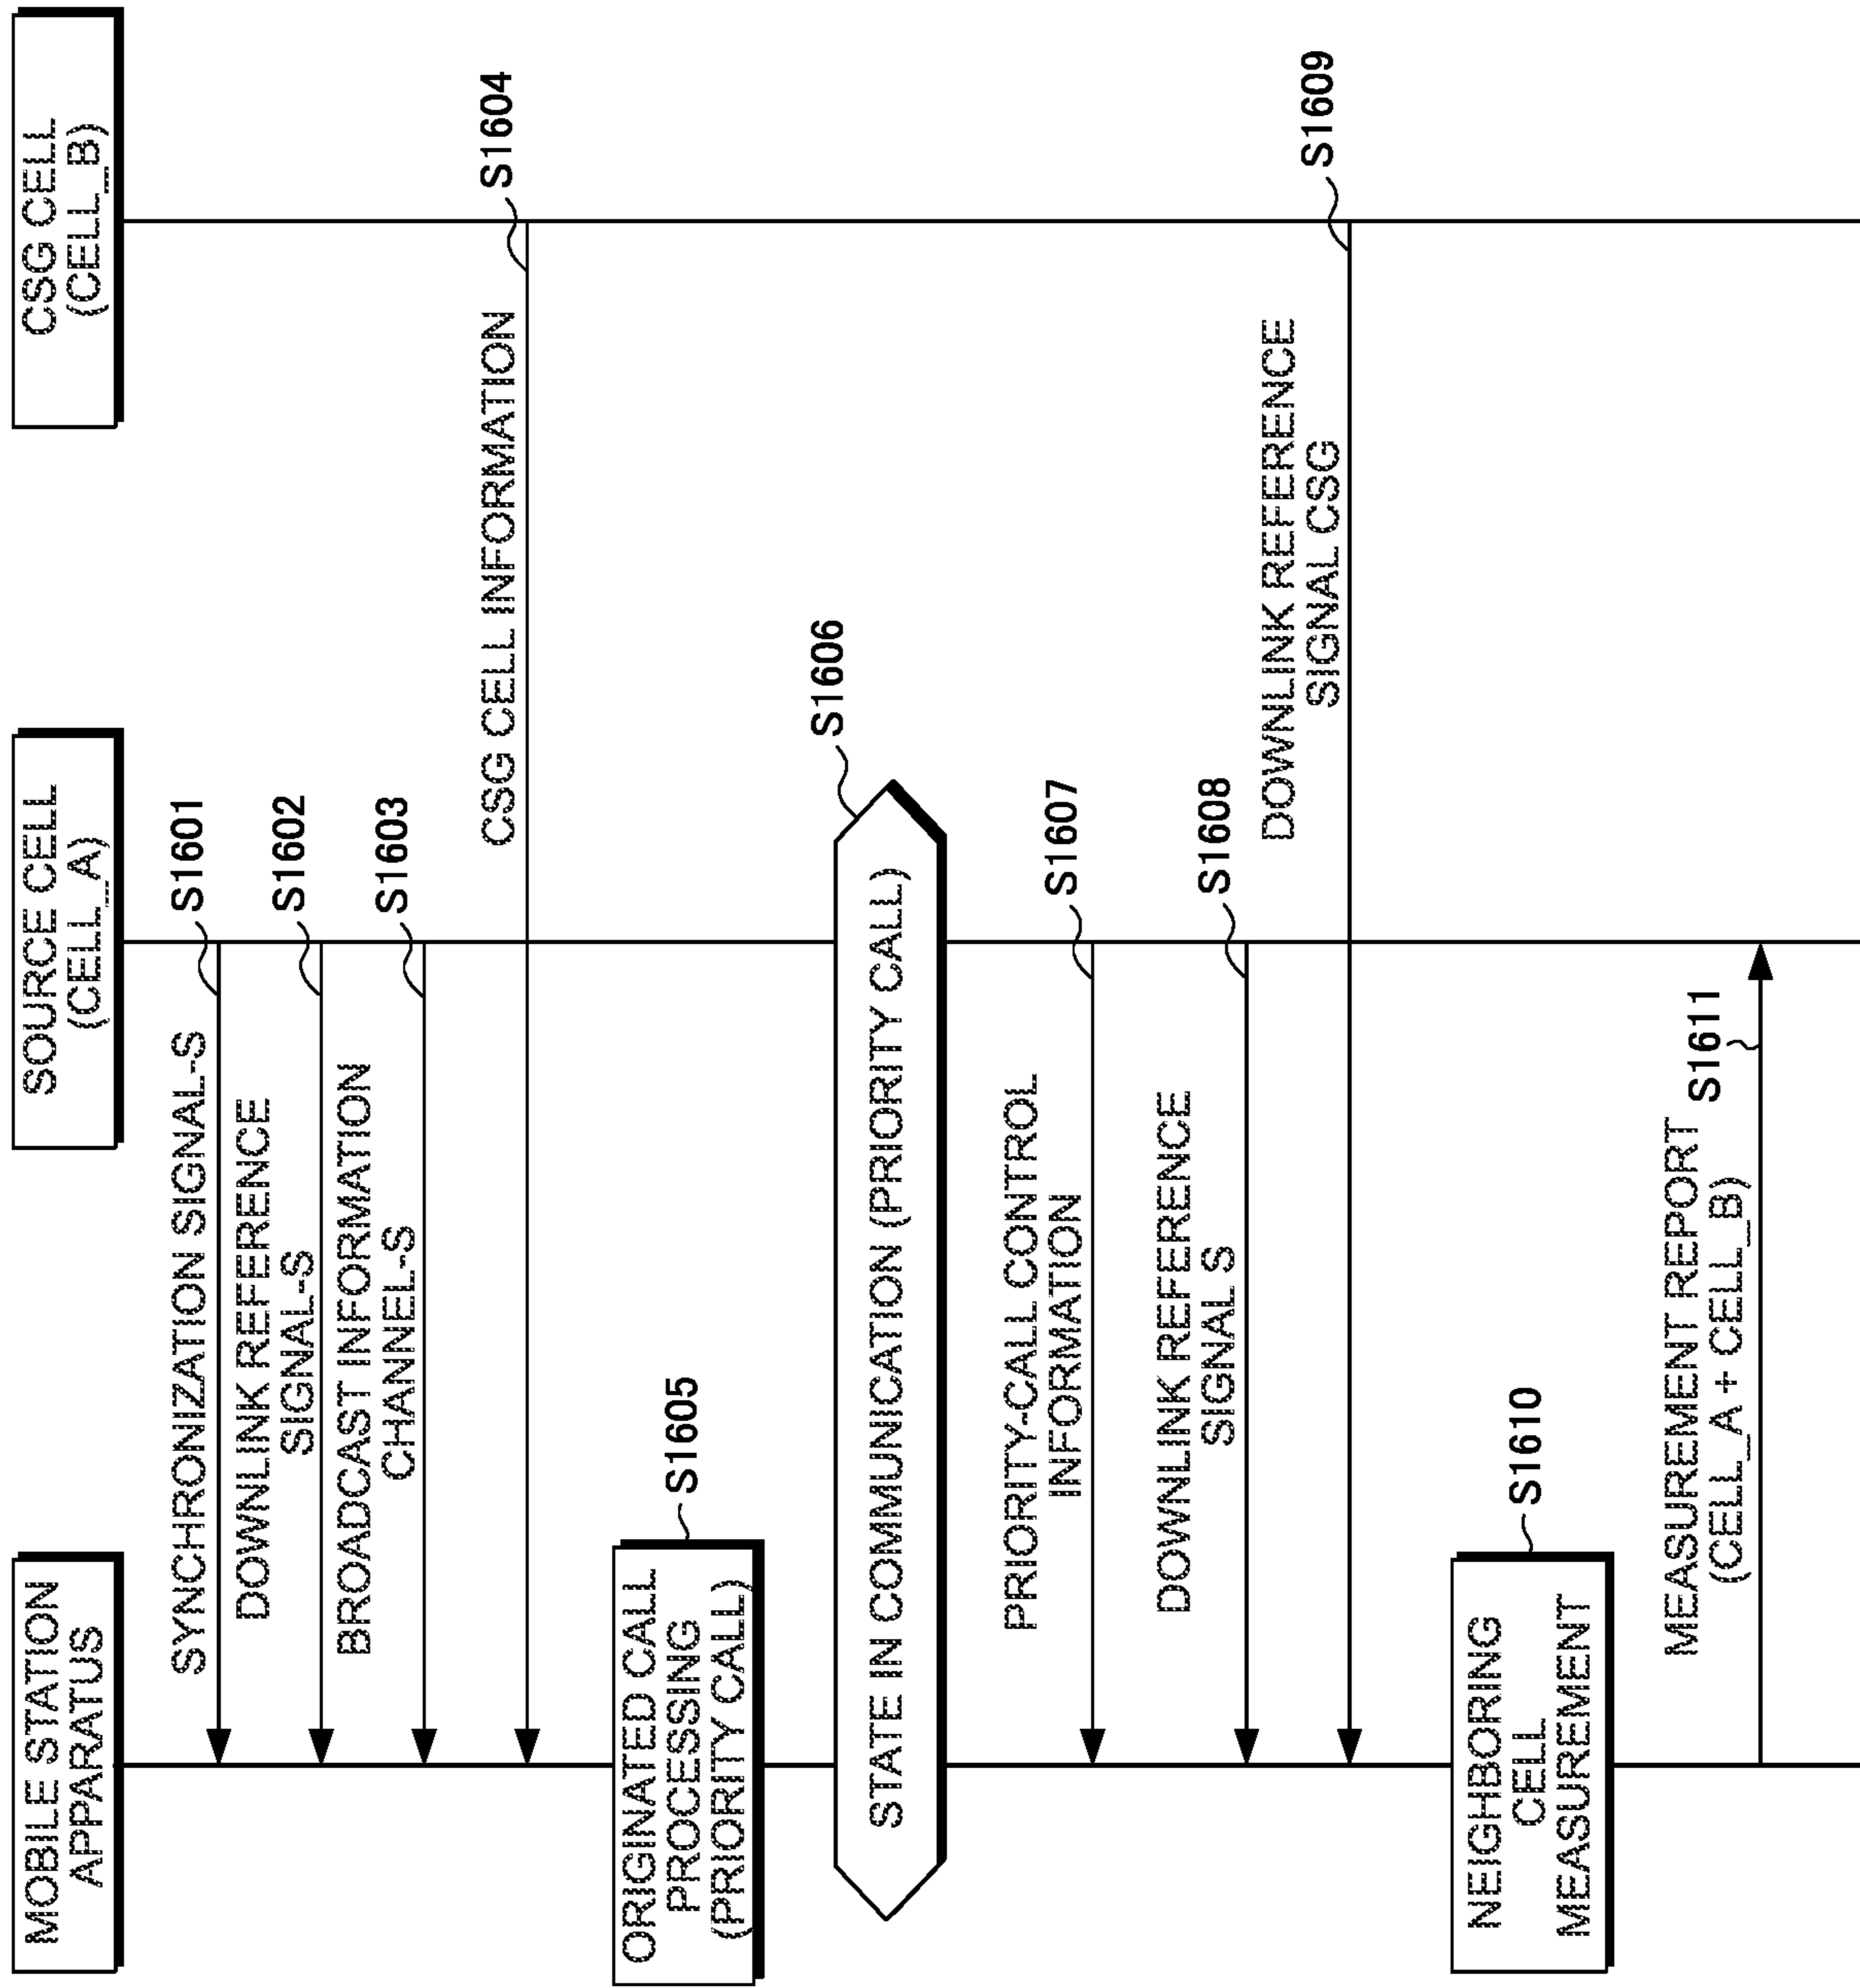 MOBILE STATION
APPARATUS
SOURCE CELL
(CELL_A)
CSG CELL
(CELL_B)
SYNCHRONIZATION SIGNAL-S
S1601
DOWNLINK REFERENCE
SIGNAL-S
S1602
BROADCAST INFORMATION
CHANNEL-S
S1603
CSG CELL INFORMATION
S1604
ORIGINATED CALL
PROCESSING
(PRIORITY CALL)
S1605
STATE IN COMMUNICATION (PRIORITY CALL)
S1606
PRIORITY-CALL CONTROL
INFORMATION
S1607
DOWNLINK REFERENCE
SIGNAL S
S1608
DOWNLINK REFERENCE
SIGNAL CSG
S1609
NEIGHBORING
CELL
MEASUREMENT
S1610
MEASUREMENT REPORT
(CELL_A + CELL_B)
S1611